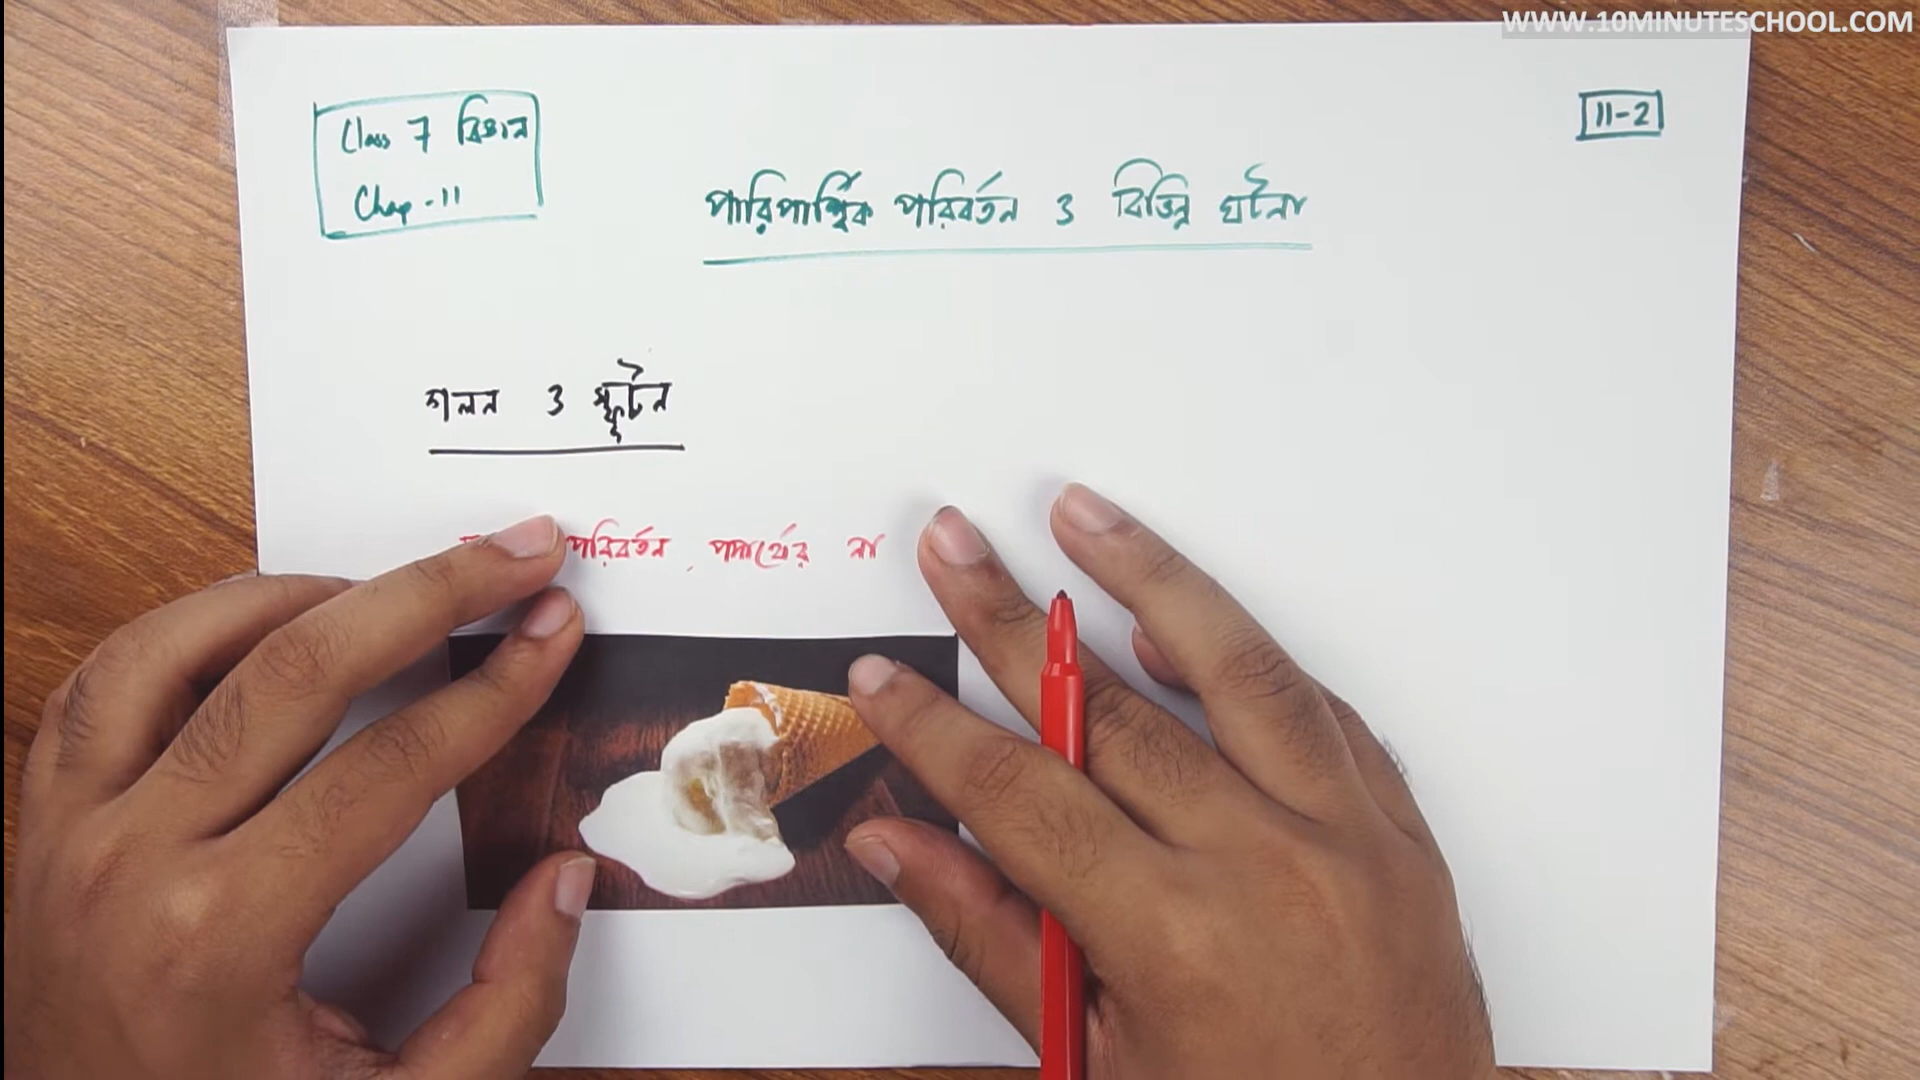 WWW.10MINUTESCHOOL.COM
Class 7 বিজ্ঞান
Chap-11
11-2
পারিপার্শ্বিক পরিবর্তন ও বিভিন্ন ঘটনা
গলন ও স্ফুটন
পরিবর্তন, পদার্থের না